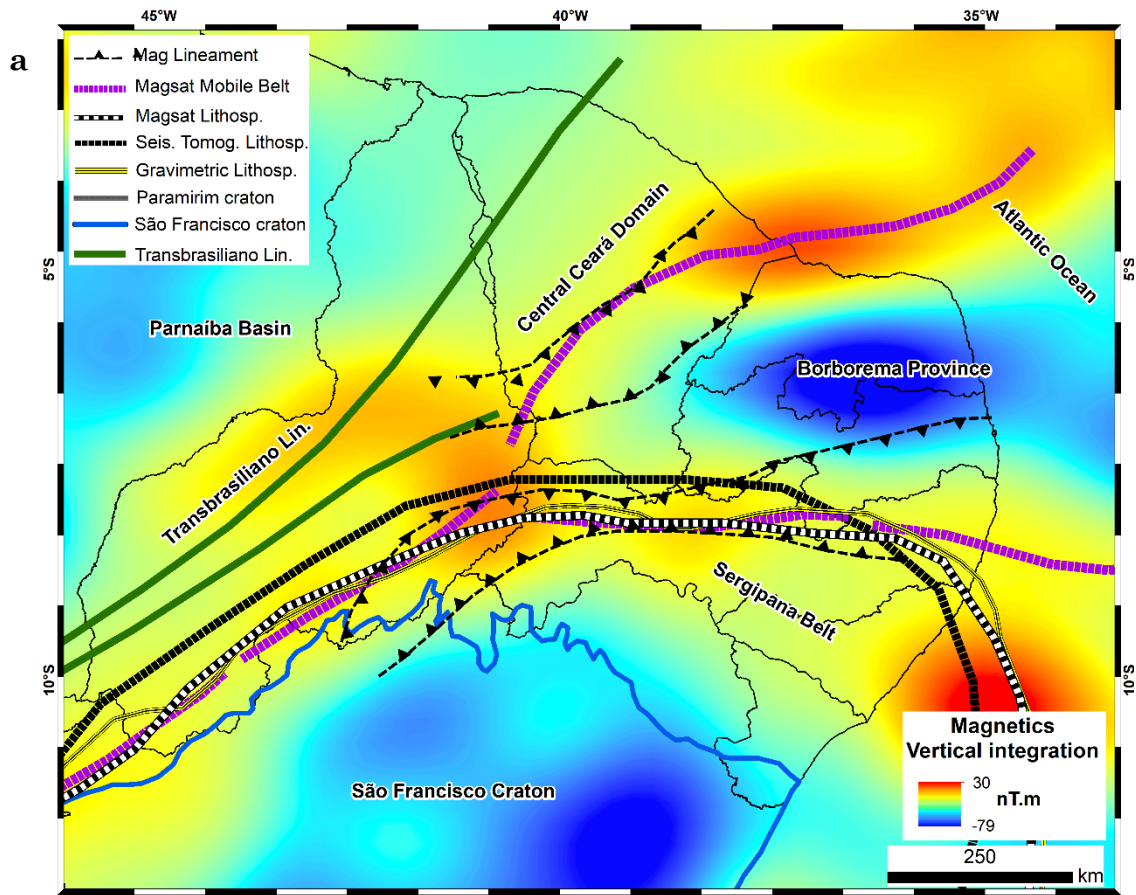 45°W
40°W
35°W
a
Mag Lineament
Magsat Mobile Belt
Magsat Lithosp.
Seis. Tomog. Lithosp.
Gravimetric Lithosp.
Paramirim craton
São Francisco craton
Transbrasiliano Lin.
5°S
5°S
Central Ceará Domain
Atlantic Ocean
Parnaíba Basin
Borborema Province
Transbrasiliano Lin.
Sergipana Belt
10°S
10°S
São Francisco Craton
Magnetics
Vertical integration
30
nT.m
-79
250
km